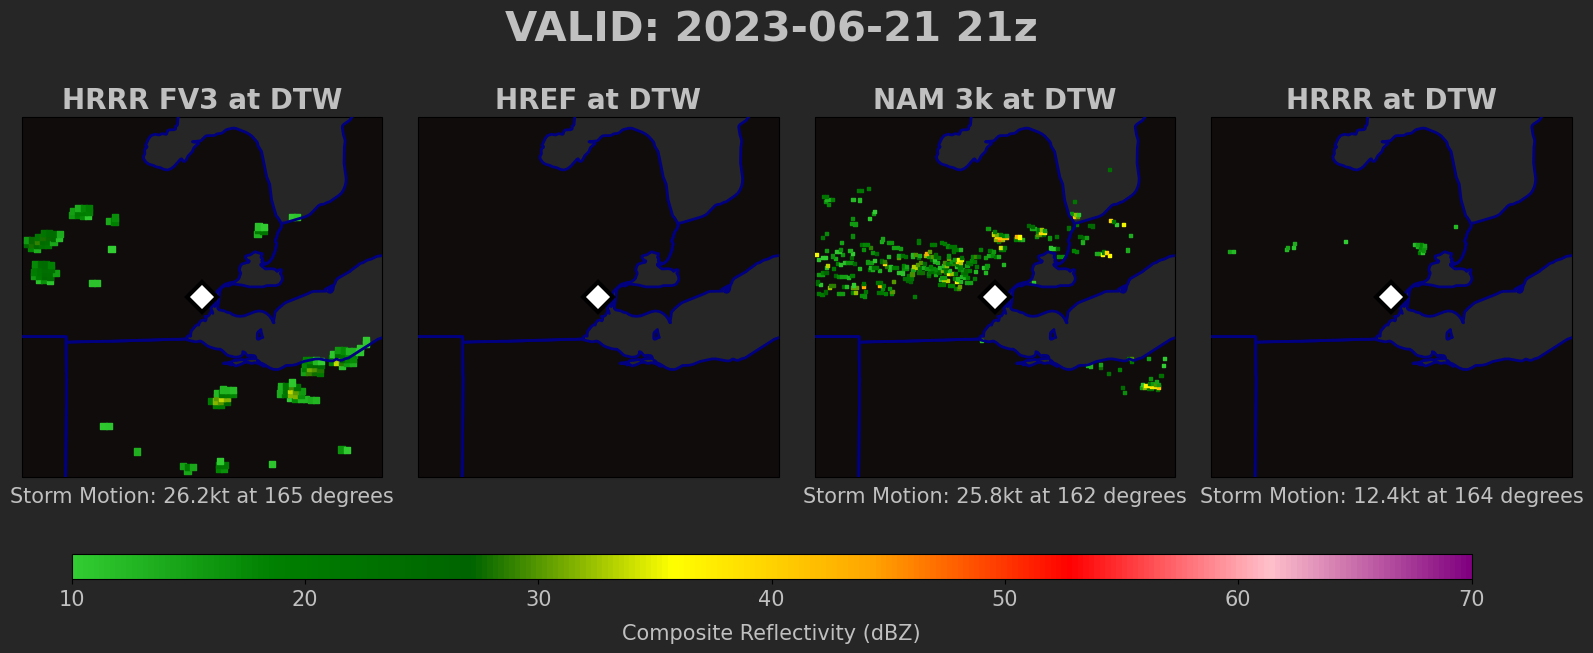 VALID: 2023-06-21 21z
HRRR FV3 at DTW
HREF at DTW
NAM 3k at DTW
HRRR at DTW
Storm Motion: 26.2kt at 165 degrees
Storm Motion: 25.8kt at 162 degrees
Storm Motion: 12.4kt at 164 degrees
10 20 30 40 50 60 70
Composite Reflectivity (dBZ)